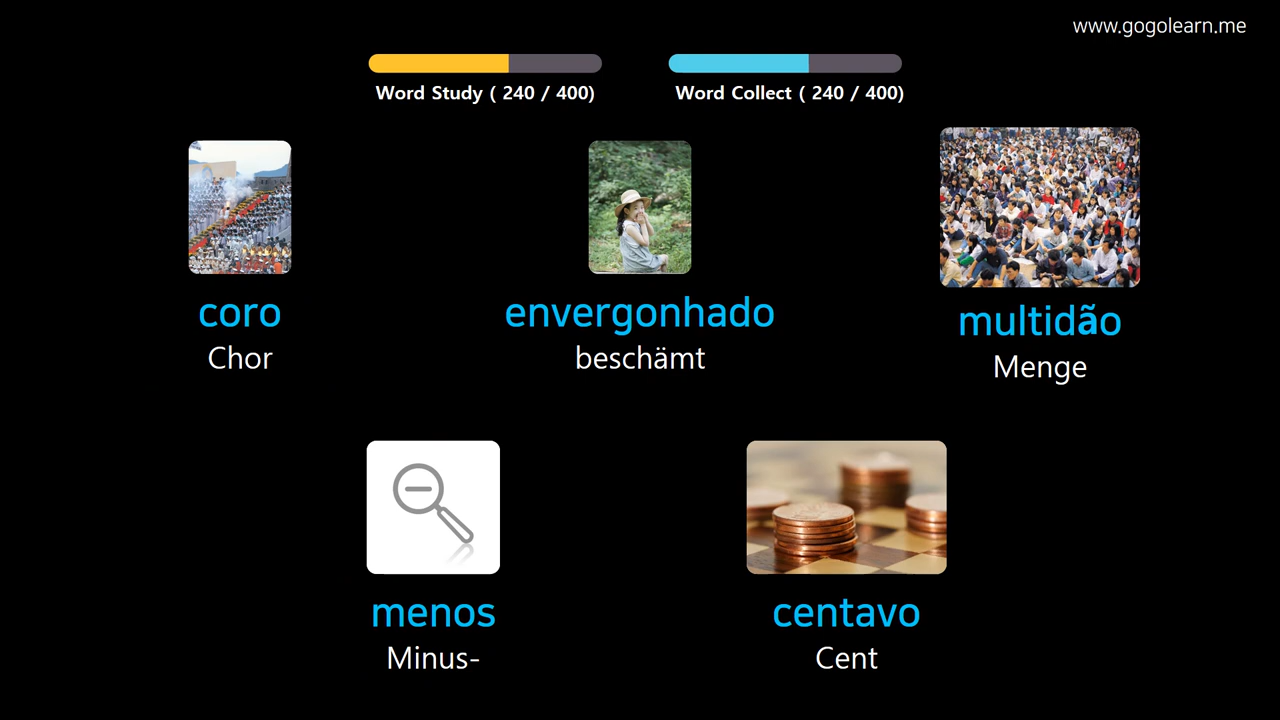 www.gogolearn.me
Word Study ( 240 / 400)
Word Collect ( 240 / 400)
coro
Chor
envergonhado
beschämt
multidão
Menge
menos
Minus-
centavo
Cent